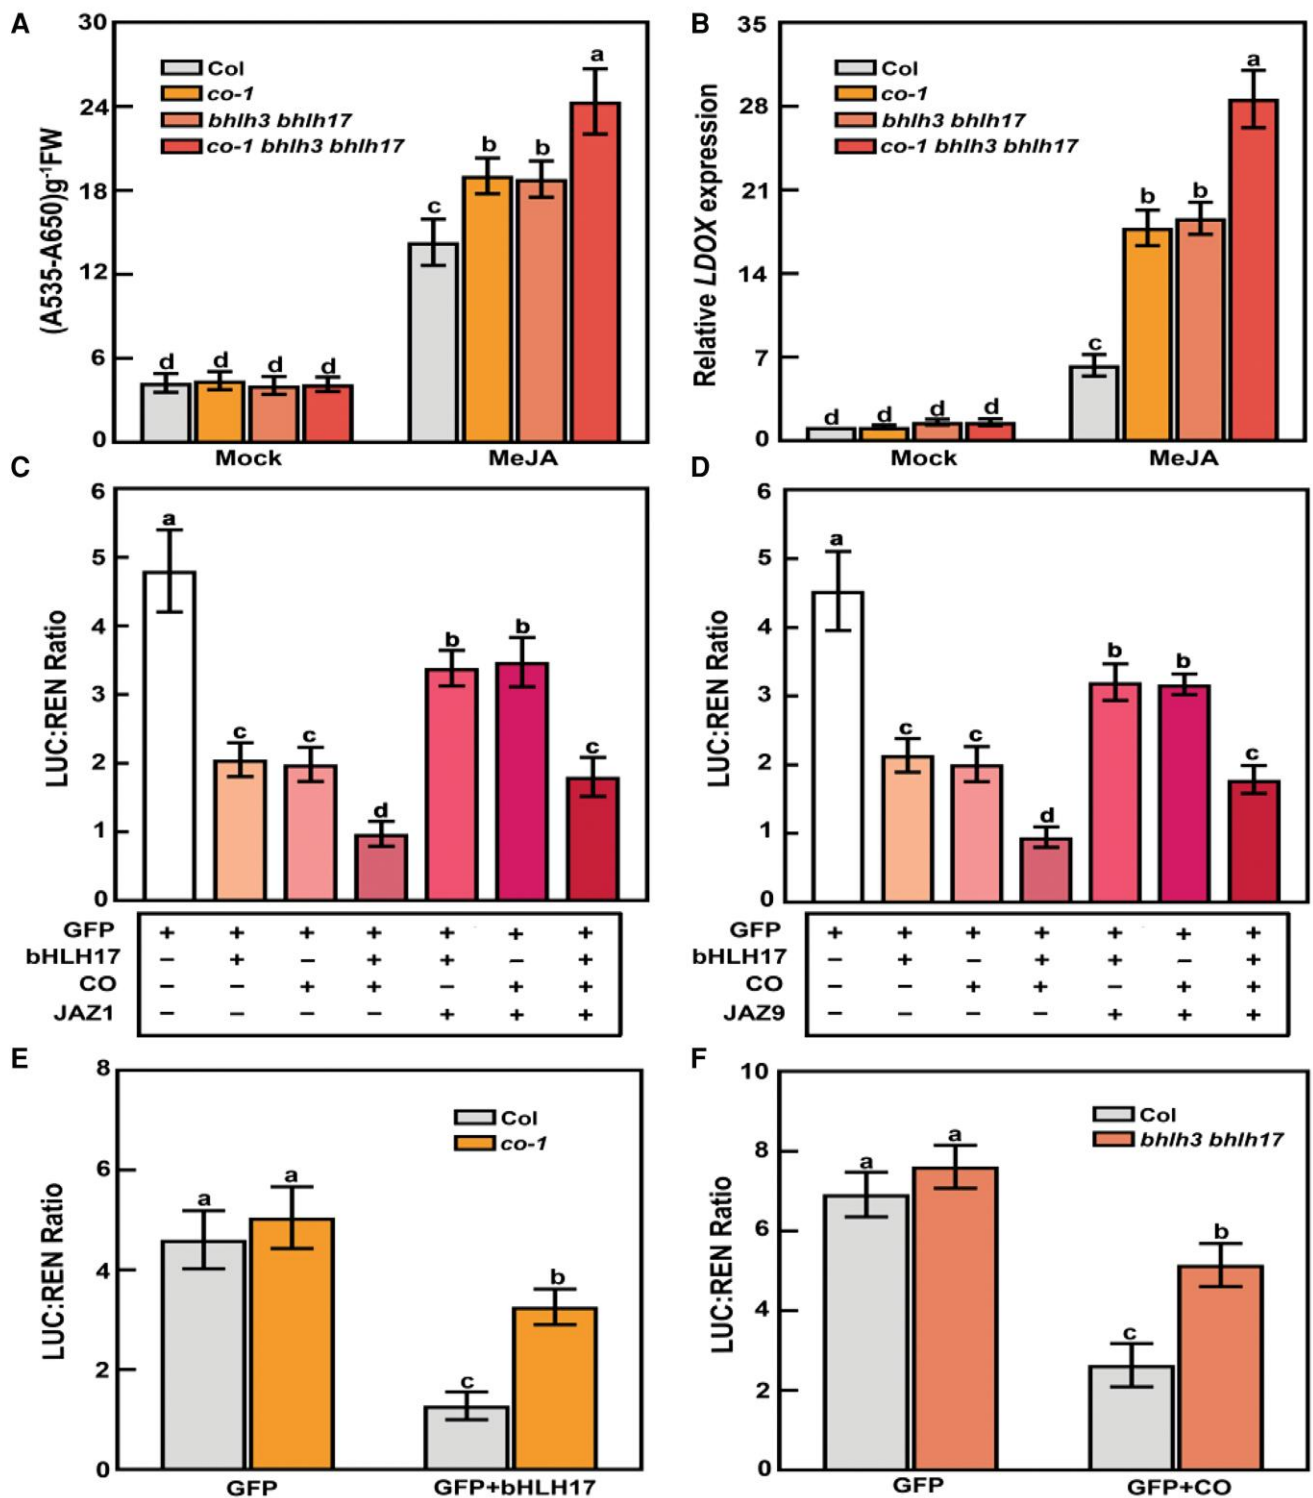 A
30
24
18
12
6
0
(A535-A650)g⁻¹FW
Col
co-1
bhlh3 bhlh17
co-1 bhlh3 bhlh17
d d d d
c b b a
Mock MeJA
B
35
28
21
14
7
0
Relative LDOX expression
Col
co-1
bhlh3 bhlh17
co-1 bhlh3 bhlh17
d d d d
c b b a
Mock MeJA
C
6
5
4
3
2
1
0
LUC:REN Ratio
a c c d b b c
GFP + + + + + + +
bHLH17 – + – + + – +
CO – – + + – + +
JAZ1 – – – – + + +
D
6
5
4
3
2
1
0
LUC:REN Ratio
a c c d b b c
GFP + + + + + + +
bHLH17 – + – + + – +
CO – – + + – + +
JAZ9 – – – – + + +
E
8
6
4
2
0
LUC:REN Ratio
Col
co-1
a a
c b
GFP GFP+bHLH17
F
10
8
6
4
2
0
LUC:REN Ratio
Col
bhlh3 bhlh17
a a
c b
GFP GFP+CO